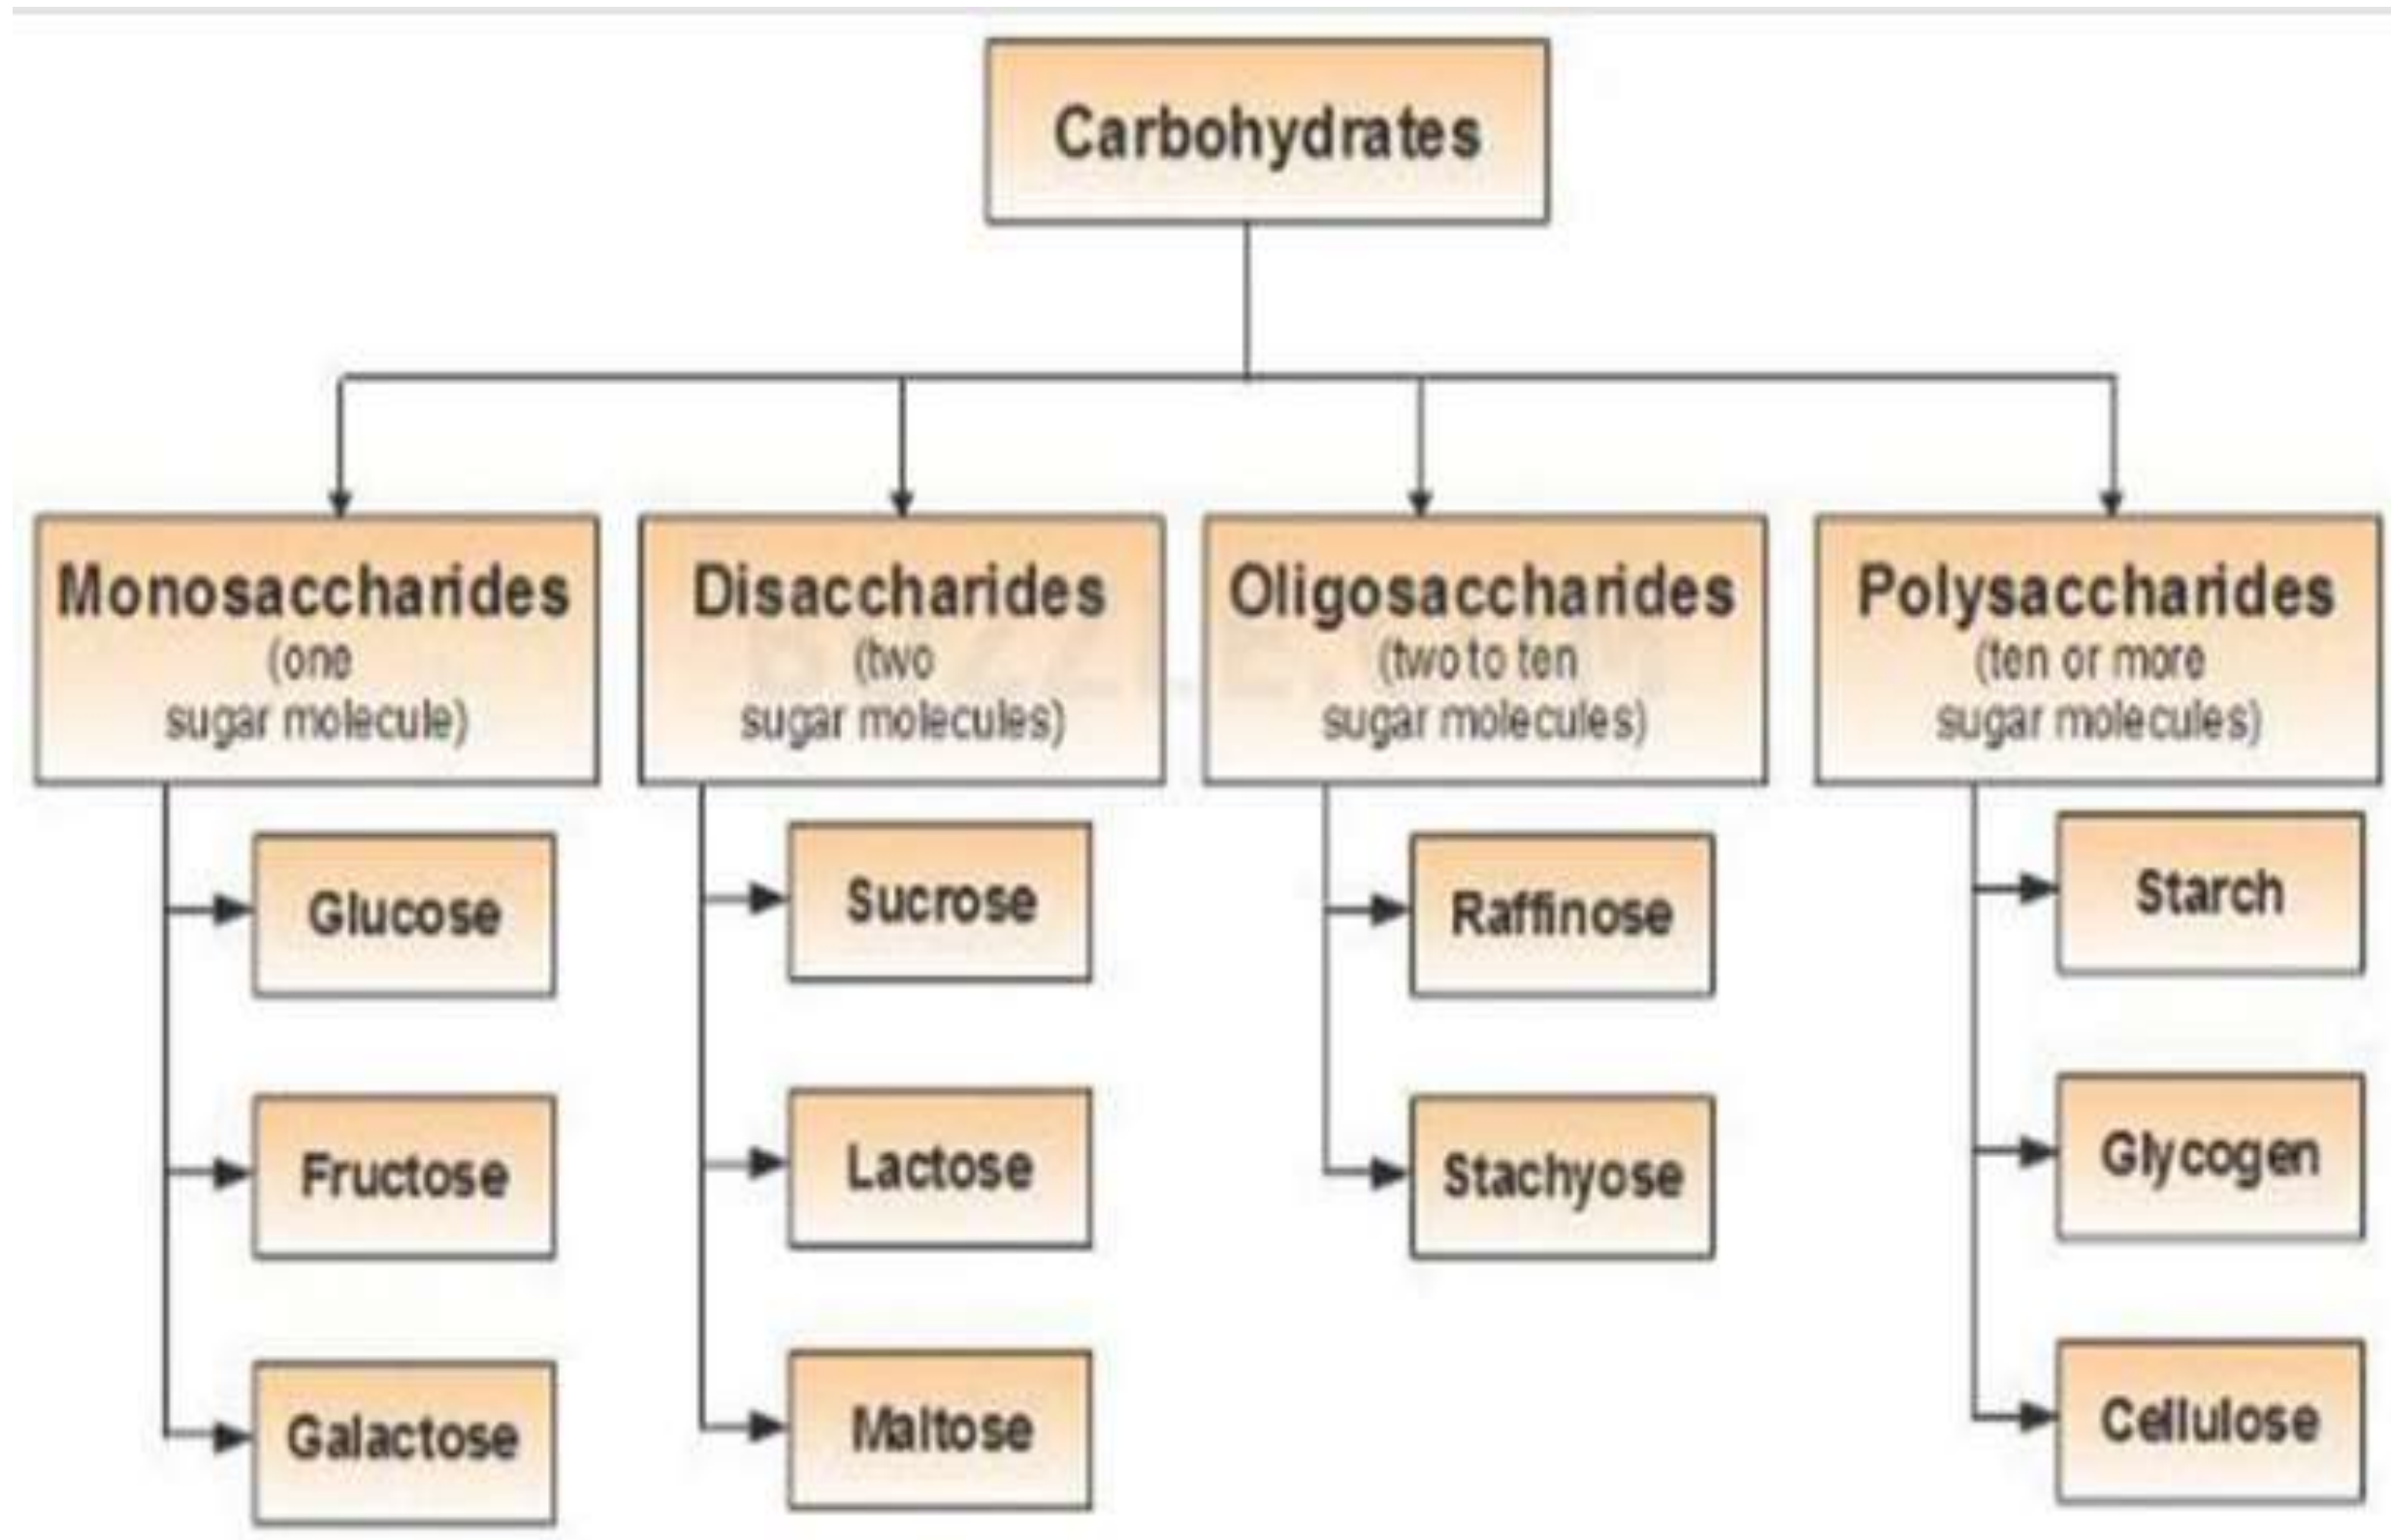 Carbohydrates
Monosaccharides
(one
sugar molecule)
Disaccharides
(two
sugar molecules)
Oligosaccharides
(two to ten
sugar molecules)
Polysaccharides
(ten or more
sugar molecules)
Glucose
Fructose
Galactose
Sucrose
Lactose
Maltose
Raffinose
Stachyose
Starch
Glycogen
Cellulose